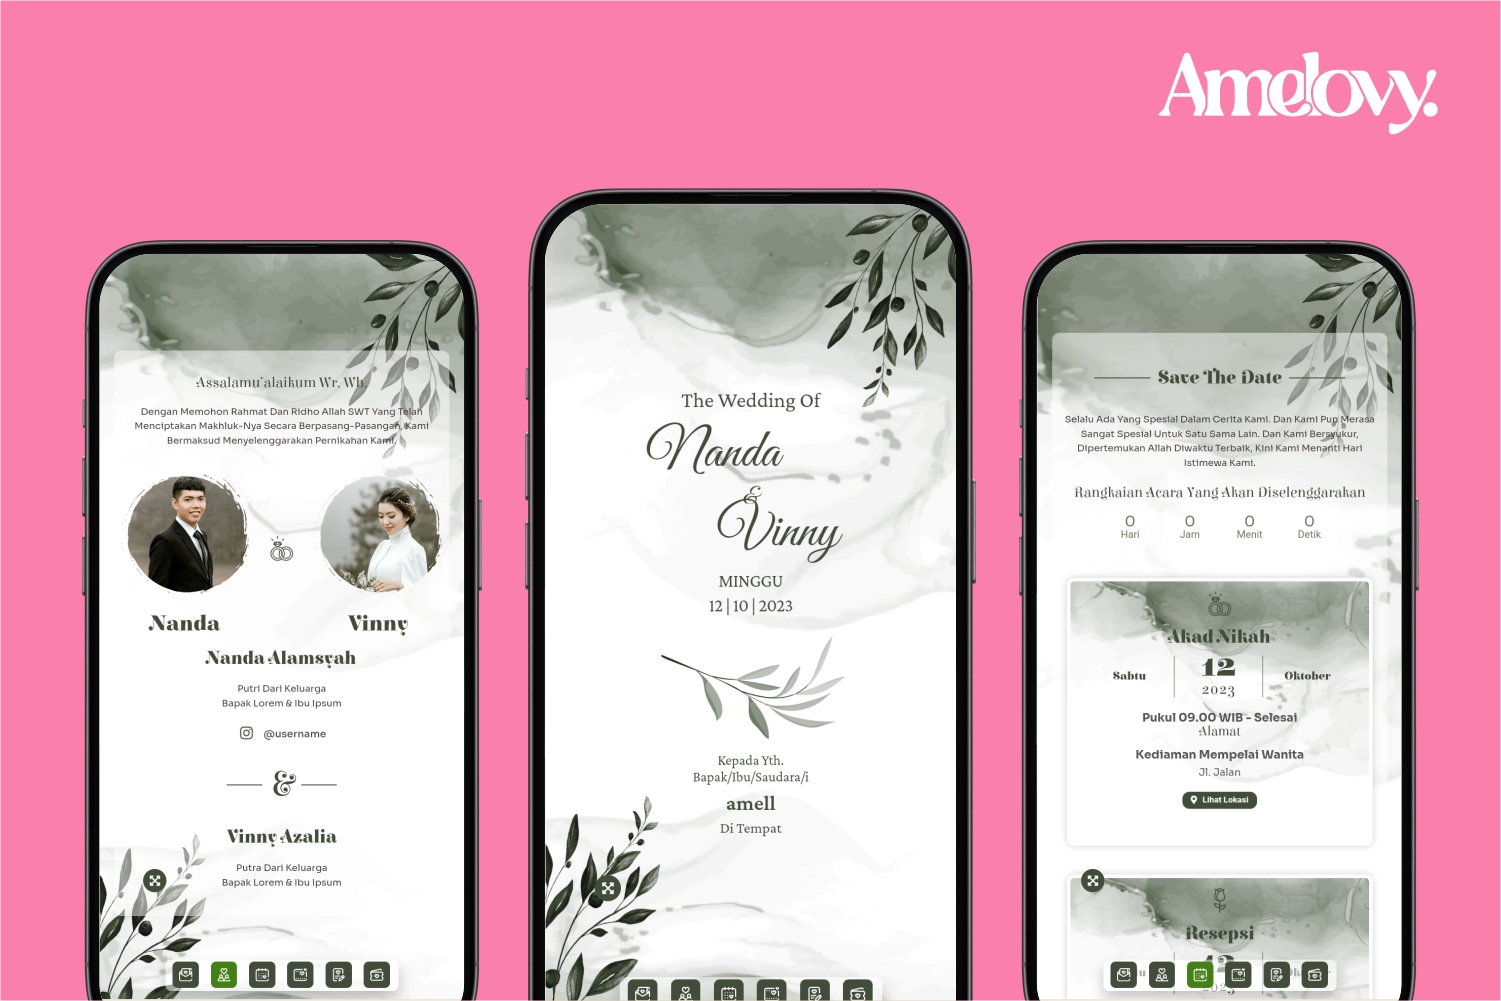 Amelovy.
Assalamu'alaikum Wr. Wb.
Dengan Memohon Rahmat Dan Ridho Allah SWT Yang Telah
Menciptakan Makhluk-Nya Secara Berpasang-Pasangan, Kami
Bermaksud Menyelenggarakan Pernikahan Kami.
Nanda
Vinny
Nanda Alamsyah
Putri Dari Keluarga
Bapak Lorem & Ibu Ipsum
@username
&
Vinny Azalia
Putra Dari Keluarga
Bapak Lorem & Ibu Ipsum
The Wedding Of
Nanda
&
Vinny
MINGGU
12 | 10 | 2023
Kepada Yth.
Bapak/Ibu/Saudara/i
amell
Di Tempat
Save The Date
Selalu Ada Yang Spesial Dalam Cerita Kami. Dan Kami Pun Merasa
Sangat Spesial Untuk Satu Sama Lain. Dan Kami Bersyukur,
Dipertemukan Allah Diwaktu Terbaik, Kini Kami Menanti Hari
Istimewa Kami.
Rangkaian Acara Yang Akan Diselenggarakan
0 0 0 0
Hari Jam Menit Detik
Akad Nikah
Sabtu 12 Oktober
2023
Pukul 09.00 WIB - Selesai
Alamat
Kediaman Mempelai Wanita
Jl. Jalan
Lihat Lokasi
Resepsi
12